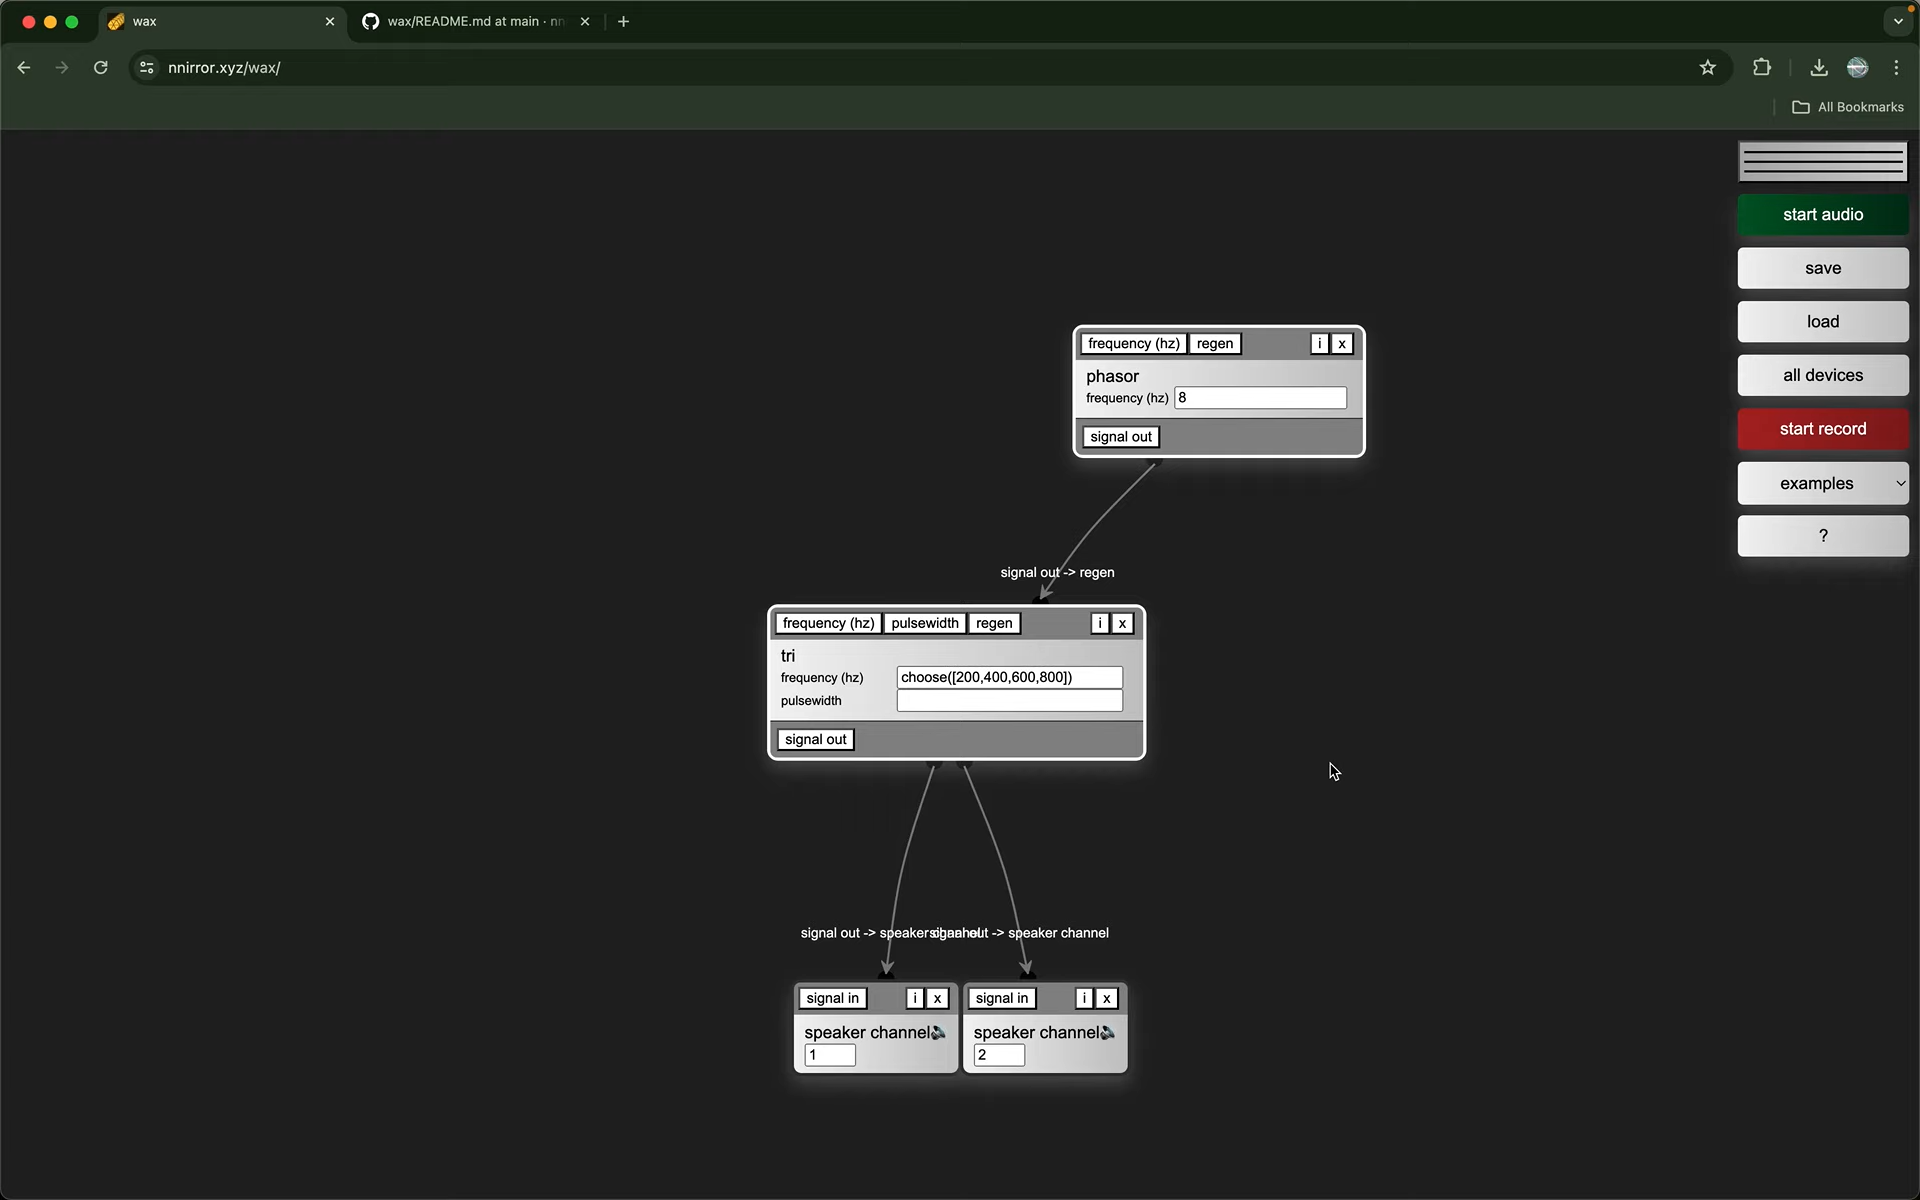 wax
wax/README.md at main · nn
nnirror.xyz/wax/
All Bookmarks
start audio
save
load
all devices
start record
examples
?
frequency (hz) regen i x
phasor
frequency (hz) 8
signal out
signal out -> regen
frequency (hz) pulsewidth regen i x
tri
frequency (hz) choose([200,400,600,800])
pulsewidth
signal out
signal out -> speaker channel
signal out -> speaker channel
signal in i x
speaker channel
1
signal in i x
speaker channel
2